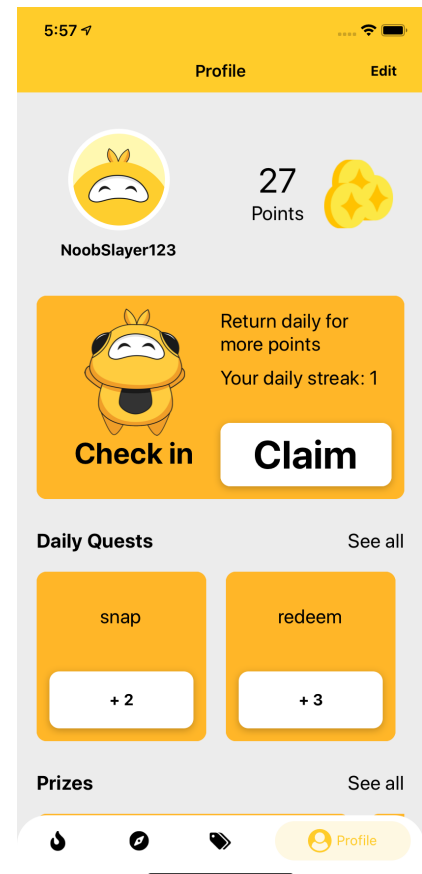 5:57
Profile
Edit
27
Points
NoobSlayer123
Return daily for
more points
Your daily streak: 1
Check in
Claim
Daily Quests
See all
snap
redeem
+ 2
+ 3
Prizes
See all
Profile